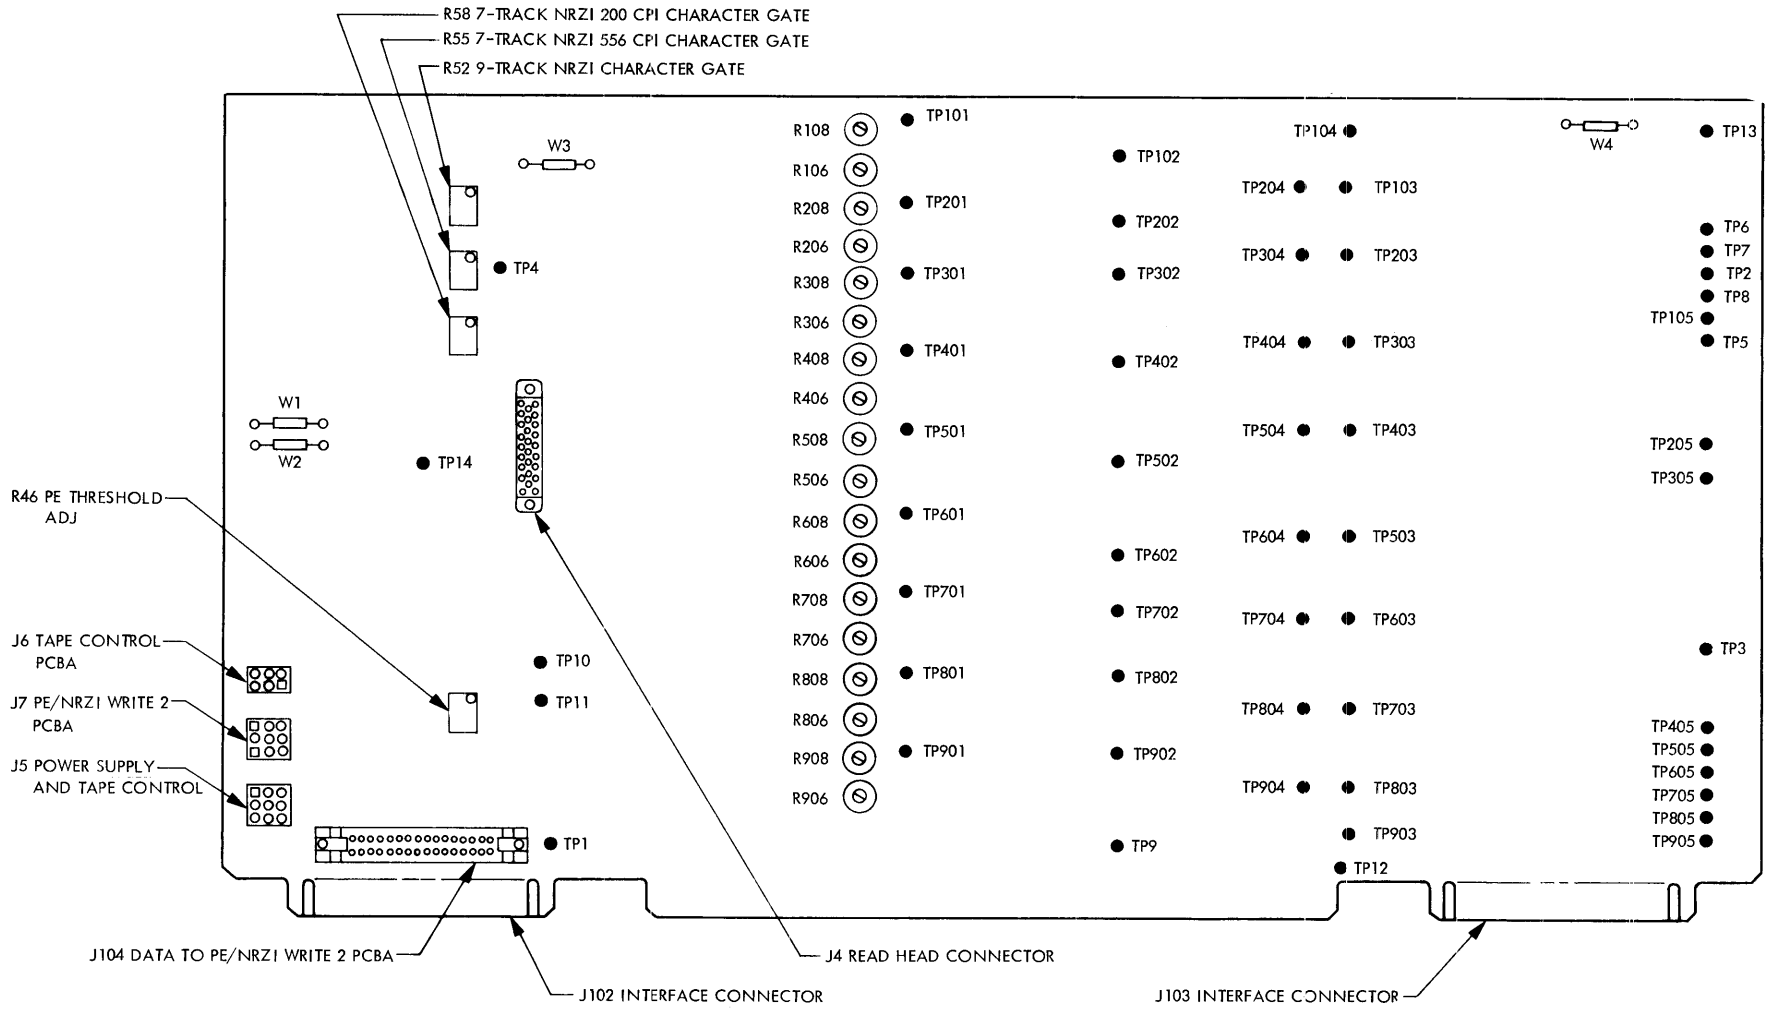 R58 7-TRACK NRZI 200 CPI CHARACTER GATE
R55 7-TRACK NRZI 556 CPI CHARACTER GATE
R52 9-TRACK NRZI CHARACTER GATE
R108
TP101
TP104
W4
TP13
W3
R106
TP102
TP204
TP103
R208
TP201
TP202
TP6
R206
TP304
TP203
TP7
TP4
R308
TP301
TP302
TP2
TP8
R306
TP105
TP404
TP303
TP5
R408
TP401
TP402
W1
R406
R508
TP501
TP504
TP403
TP205
W2
TP14
TP502
R506
TP305
R46 PE THRESHOLD
ADJ
R608
TP601
TP604
TP503
R606
TP602
R708
TP701
TP702
TP704
TP603
J6 TAPE CONTROL
PCBA
R706
TP10
TP3
R808
TP801
TP802
J7 PE/NRZI WRITE 2
PCBA
TP11
TP804
TP703
R806
TP405
R908
TP901
TP902
TP505
J5 POWER SUPPLY
AND TAPE CONTROL
TP605
R906
TP904
TP803
TP705
TP805
TP1
TP9
TP903
TP905
TP12
J104 DATA TO PE/NRZI WRITE 2 PCBA
J4 READ HEAD CONNECTOR
J102 INTERFACE CONNECTOR
J103 INTERFACE CONNECTOR